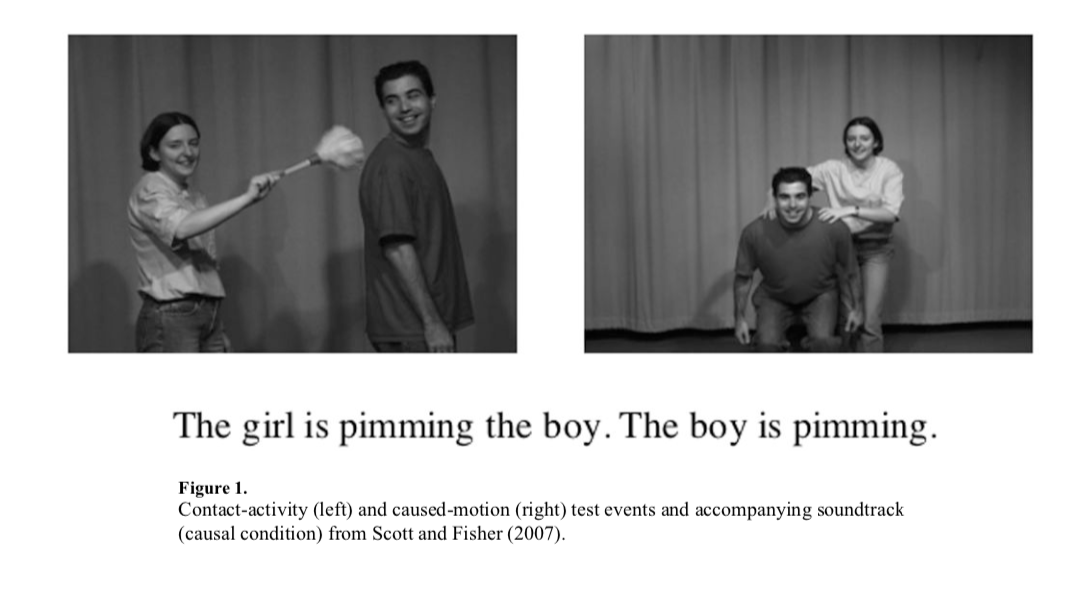 The girl is pimming the boy. The boy is pimming.
Figure 1.
Contact-activity (left) and caused-motion (right) test events and accompanying soundtrack
(causal condition) from Scott and Fisher (2007).